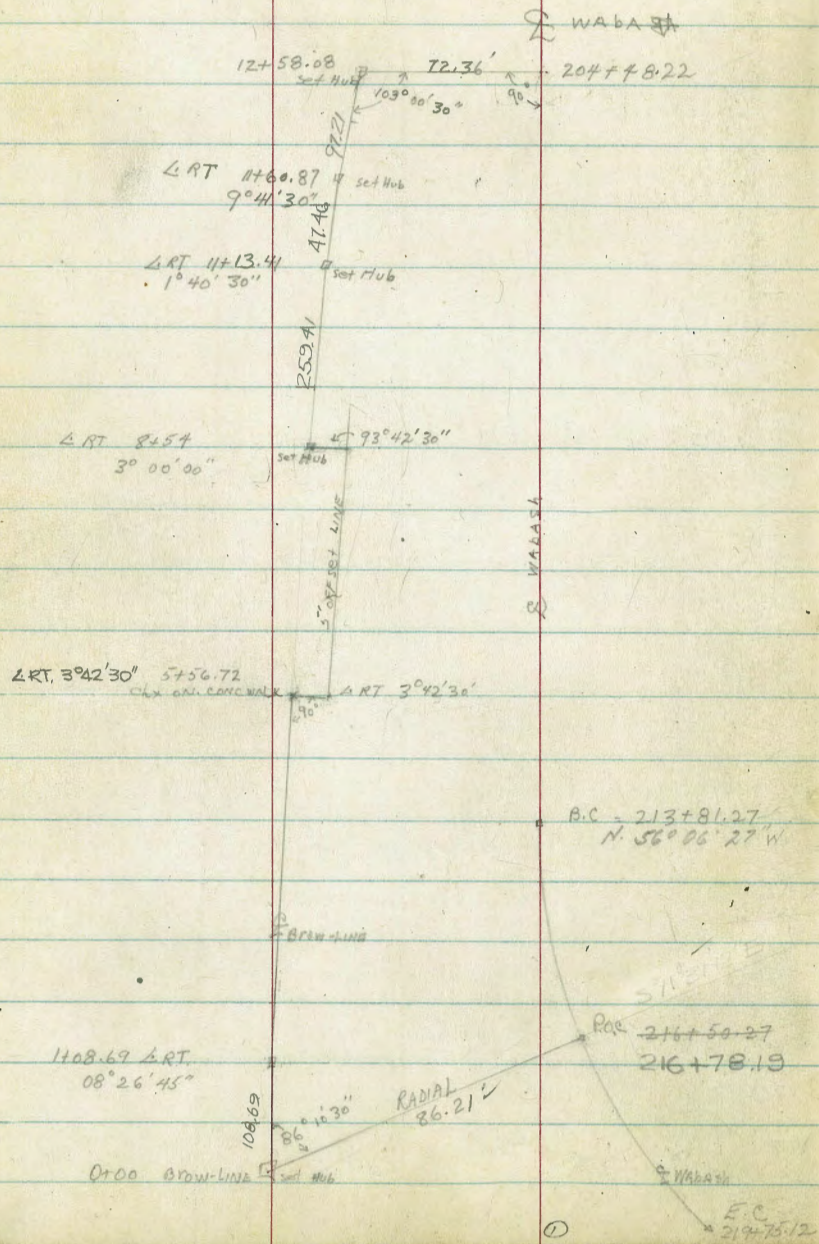 ℄ WABASH
12+58.08
set Hub
72.36'
204+48.22
103°00'30"
90°
97.21
∠ RT 11+60.87
9°41'30"
set Hub
47.46
∠ RT 11+13.41
1°40'30"
set Hub
259.41
∠ RT 8+54
3°00'00"
set Hub
93°42'30"
5' OFFset LINE
℄ WABASH
∠ RT. 3°42'30" 5+56.72
ON. CONC WALK
90°
∠ RT 3°42'30'
B.C = 213+81.27
N. 56°06'27" W
℄ Brow-LINE
P.O.C 216+50.27
216+78.19
1+08.69 ∠ RT.
08°26'45"
108.69
86°10'30"
RADIAL
86.21'
0+00 Brow-LINE
set Hub
℄ Wabash
E.C
219+75.12
1